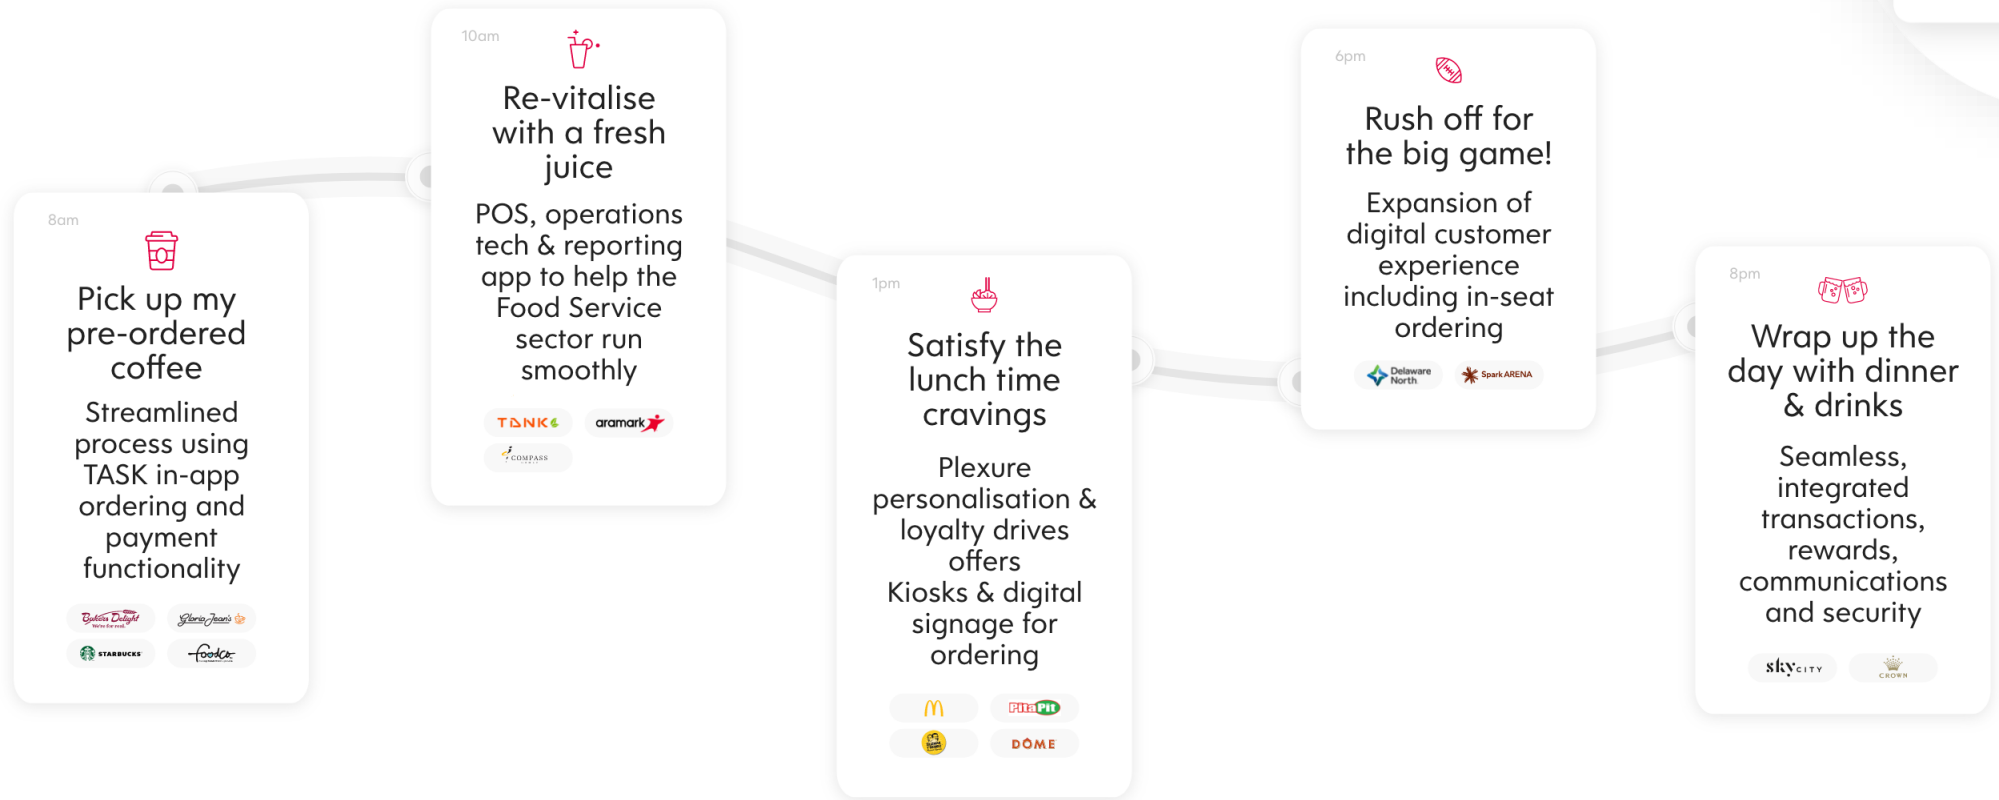 8am
Pick up my
pre-ordered
coffee
Streamlined
process using
TASK in-app
ordering and
payment
functionality
Bakers Delight
We're for real.
Gloria Jean's
STARBUCKS
foodco.
10am
Re-vitalise
with a fresh
juice
POS, operations
tech & reporting
app to help the
Food Service
sector run
smoothly
TANK
aramark
COMPASS
1pm
Satisfy the
lunch time
cravings
Plexure
personalisation &
loyalty drives
offers
Kiosks & digital
signage for
ordering
PitaPit
DÔME
6pm
Rush off for
the big game!
Expansion of
digital customer
experience
including in-seat
ordering
Delaware
North
Spark ARENA
8pm
Wrap up the
day with dinner
& drinks
Seamless,
integrated
transactions,
rewards,
communications
and security
skyCITY
CROWN